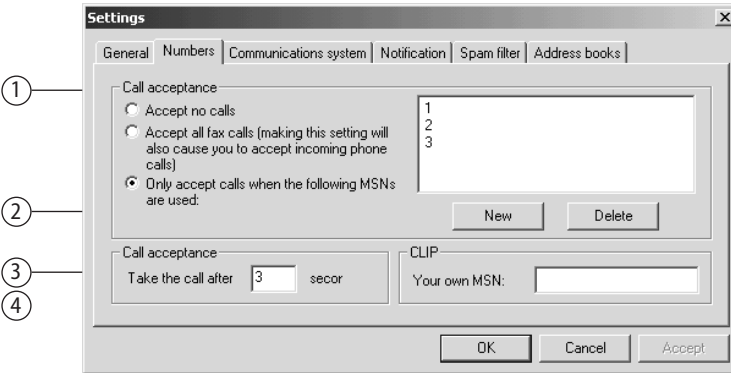 Settings
General Numbers Communications system Notification Spam filter Address books
1
Call acceptance
Accept no calls
Accept all fax calls (making this setting will
also cause you to accept incoming phone
calls)
Only accept calls when the following MSNs
are used:
1
2
3
2
New Delete
Call acceptance
3
Take the call after 3 secor
CLIP
Your own MSN:
4
OK Cancel Accept